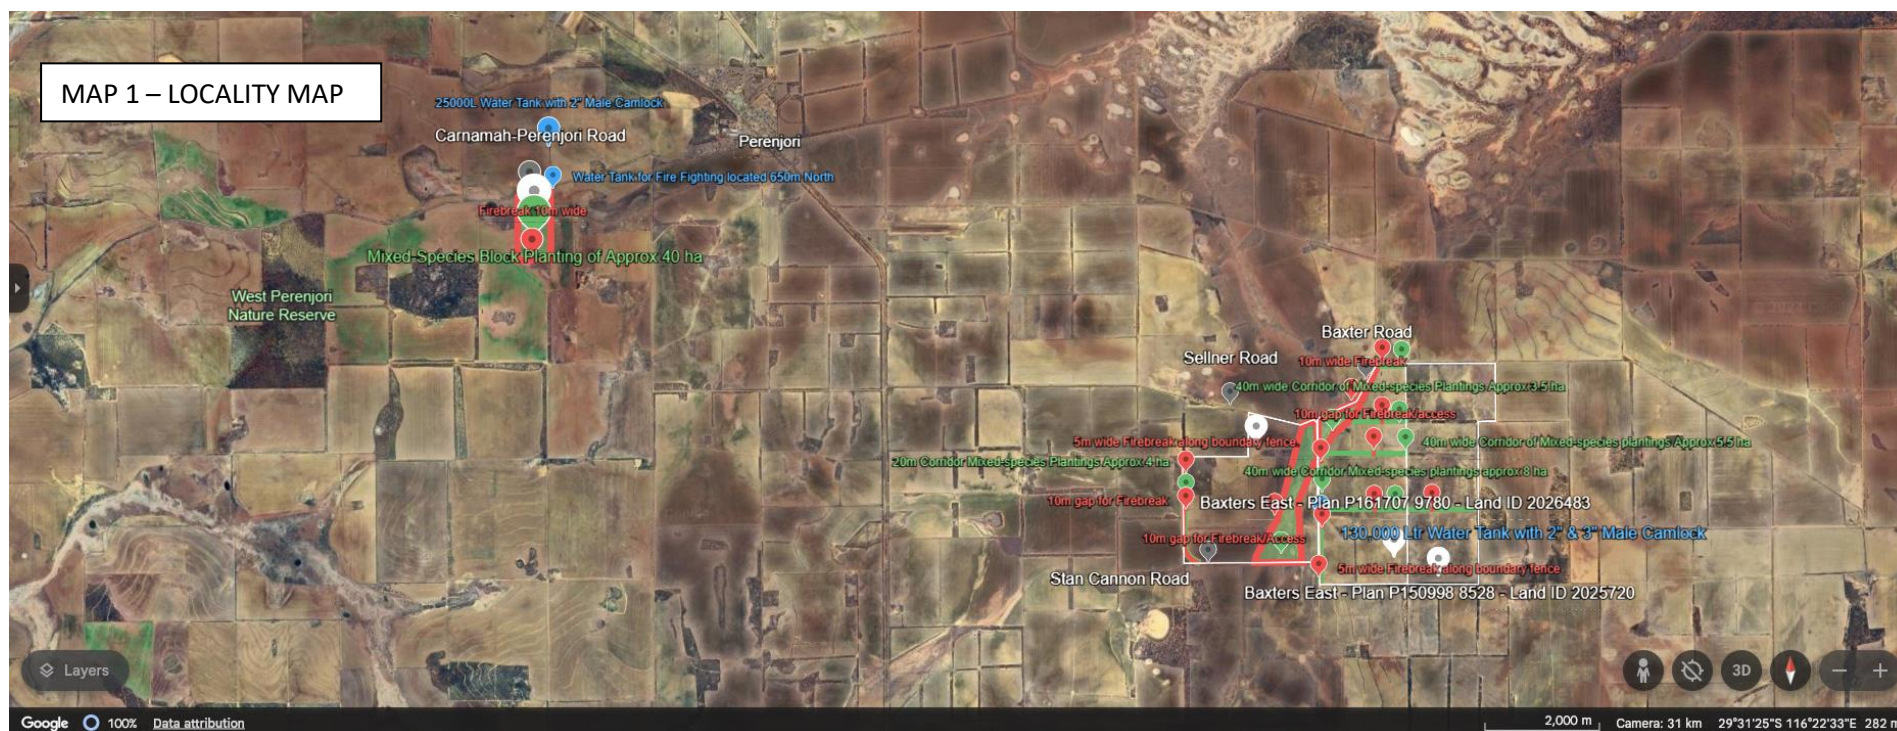 MAP 1 – LOCALITY MAP
25000L Water Tank with 2" Male Camlock
Carnamah-Perenjori Road
Perenjori
Water Tank for Fire Fighting located 650m North
Firebreak 10m wide
Mixed-Species Block Planting of Approx 40 ha
West Perenjori
Nature Reserve
Baxter Road
Sellner Road
10m wide Firebreak
40m wide Corridor of Mixed-species Plantings Approx 3.5 ha
10m gap for Firebreak/access
5m wide Firebreak along boundary fence
40m wide Corridor of Mixed-species plantings Approx 5.5 ha
20m Corridor Mixed-species Plantings Approx 4 ha
40m wide Corridor Mixed-species plantings approx 8 ha
10m gap for Firebreak
Baxters East - Plan P161707 9780 - Land ID 2026483
130,000 Ltr Water Tank with 2" & 3" Male Camlock
10m gap for Firebreak/Access
5m wide Firebreak along boundary fence
Stan Cannon Road
Baxters East - Plan P150998 8528 - Land ID 2025720
Layers
3D
Google 100% Data attribution
2,000 m Camera: 31 km 29°31'25"S 116°22'33"E 282 m